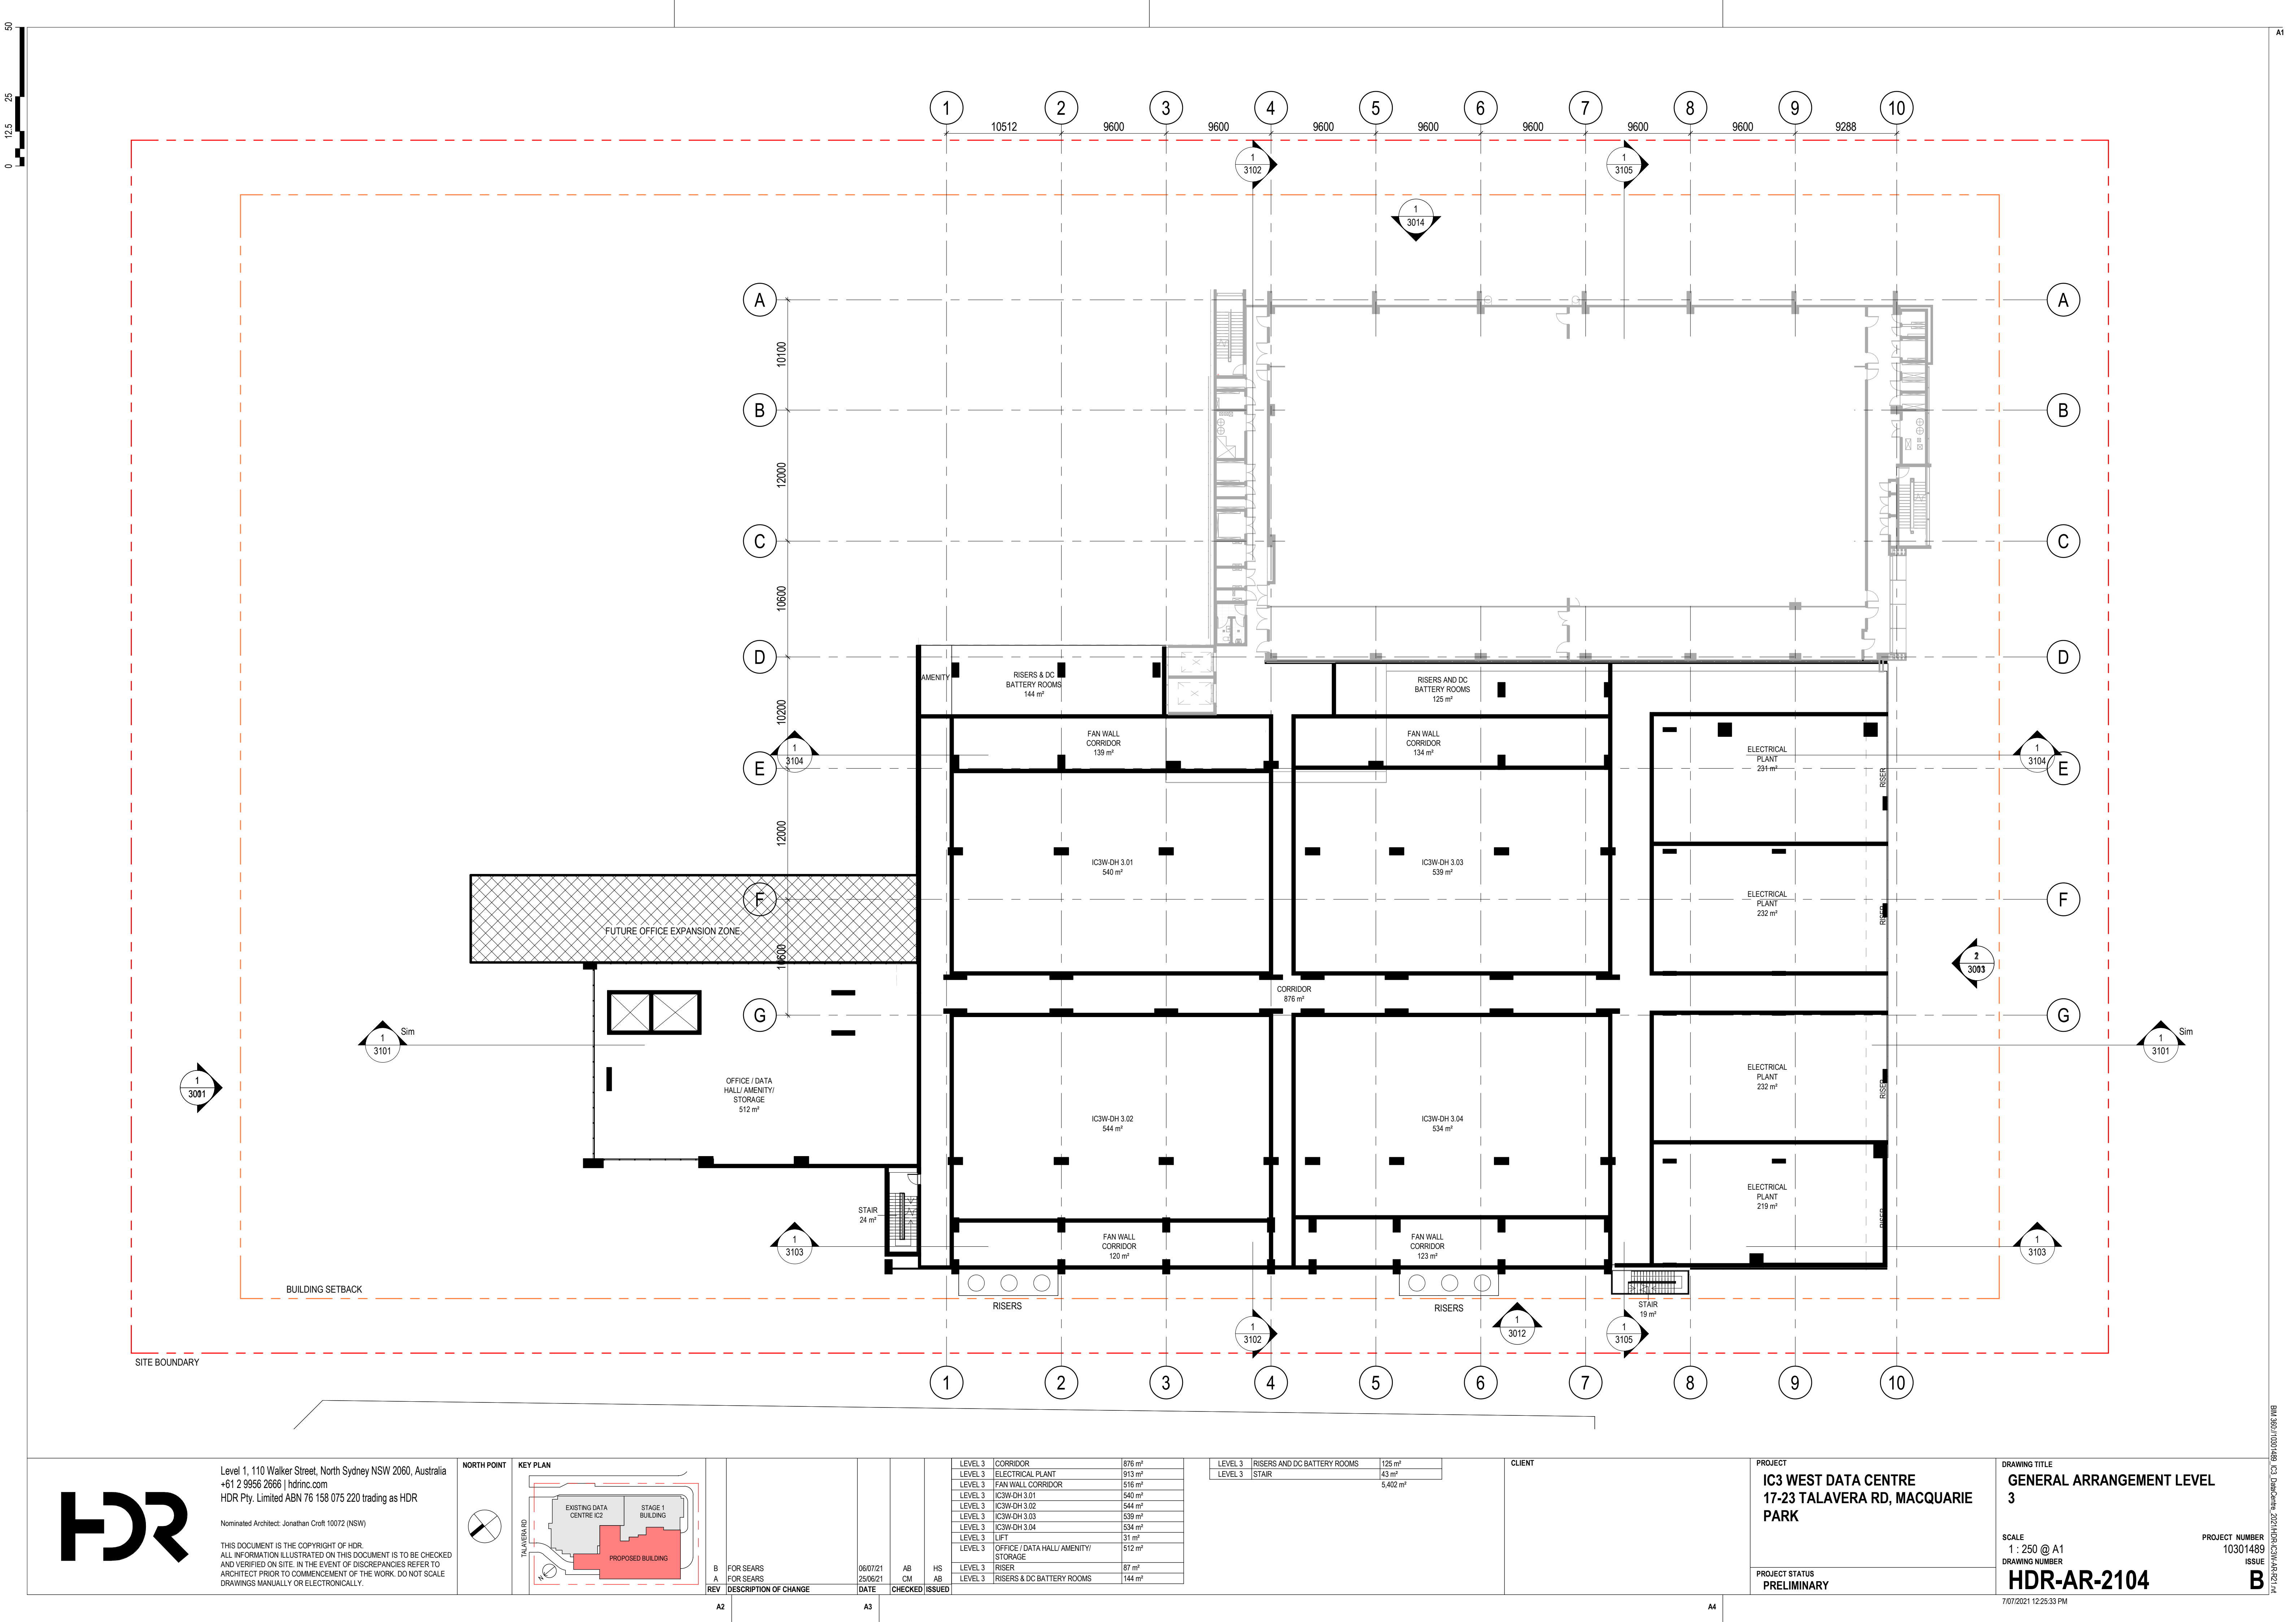 A1
50
25
12.5
0
1 2 3 4 5 6 7 8 9 10
10512 9600 9600 9600 9600 9600 9600 9600 9288
1
3102
1
3105
1
3014
A A
10100
B B
12000
C C
10600
D D
AMENITY
RISERS & DC
BATTERY ROOMS
144 m²
RISERS AND DC
BATTERY ROOMS
125 m²
10200
FAN WALL
CORRIDOR
139 m²
FAN WALL
CORRIDOR
134 m²
1
3104
ELECTRICAL
PLANT
231 m²
RISER
1
3104
E E
12000
IC3W-DH 3.01
540 m²
IC3W-DH 3.03
539 m²
ELECTRICAL
PLANT
232 m²
RISER
F F
FUTURE OFFICE EXPANSION ZONE
10600
CORRIDOR
876 m²
G G
1
3101
Sim
1
3101
Sim
1
OFFICE / DATA
HALL/ AMENITY/
STORAGE
512 m²
IC3W-DH 3.02
544 m²
IC3W-DH 3.04
534 m²
ELECTRICAL
PLANT
232 m²
RISER
ELECTRICAL
PLANT
219 m²
RISER
STAIR
24 m²
1
3103
FAN WALL
CORRIDOR
120 m²
FAN WALL
CORRIDOR
123 m²
1
3103
BUILDING SETBACK
RISERS
RISERS
STAIR
19 m²
1
3102
1
3012
1
3105
SITE BOUNDARY
1 2 3 4 5 6 7 8 9 10
HDR
Level 1, 110 Walker Street, North Sydney NSW 2060, Australia
+61 2 9956 2666 | hdrinc.com
HDR Pty. Limited ABN 76 158 075 220 trading as HDR
Nominated Architect: Jonathan Croft 10072 (NSW)
THIS DOCUMENT IS THE COPYRIGHT OF HDR.
ALL INFORMATION ILLUSTRATED ON THIS DOCUMENT IS TO BE CHECKED
AND VERIFIED ON SITE. IN THE EVENT OF DISCREPANCIES REFER TO
ARCHITECT PRIOR TO COMMENCEMENT OF THE WORK. DO NOT SCALE
DRAWINGS MANUALLY OR ELECTRONICALLY.
NORTH POINT
KEY PLAN
EXISTING DATA
CENTRE IC2
STAGE 1
BUILDING
PROPOSED BUILDING
TALAVERA RD
N
B FOR SEARS 06/07/21 AB HS
A FOR SEARS 25/06/21 CM AB
REV DESCRIPTION OF CHANGE DATE CHECKED ISSUED
LEVEL 3 CORRIDOR 876 m²
LEVEL 3 ELECTRICAL PLANT 913 m²
LEVEL 3 FAN WALL CORRIDOR 516 m²
LEVEL 3 IC3W-DH 3.01 540 m²
LEVEL 3 IC3W-DH 3.02 544 m²
LEVEL 3 IC3W-DH 3.03 539 m²
LEVEL 3 IC3W-DH 3.04 534 m²
LEVEL 3 LIFT 31 m²
LEVEL 3 OFFICE / DATA HALL/ AMENITY/ 512 m²
STORAGE
LEVEL 3 RISER 87 m²
LEVEL 3 RISERS & DC BATTERY ROOMS 144 m²
LEVEL 3 RISERS AND DC BATTERY ROOMS 125 m²
LEVEL 3 STAIR 43 m²
5,402 m²
CLIENT
PROJECT
IC3 WEST DATA CENTRE
17-23 TALAVERA RD, MACQUARIE
PARK
PROJECT STATUS
PRELIMINARY
DRAWING TITLE
GENERAL ARRANGEMENT LEVEL
3
SCALE
1 : 250 @ A1
PROJECT NUMBER
10301489
DRAWING NUMBER
HDR-AR-2104
ISSUE
B
7/07/2021 12:25:33 PM
BIM 360://10301489_IC3_DataCentre_2021/HDR-IC3W-AR-R21.rvt
A2
A3
A4